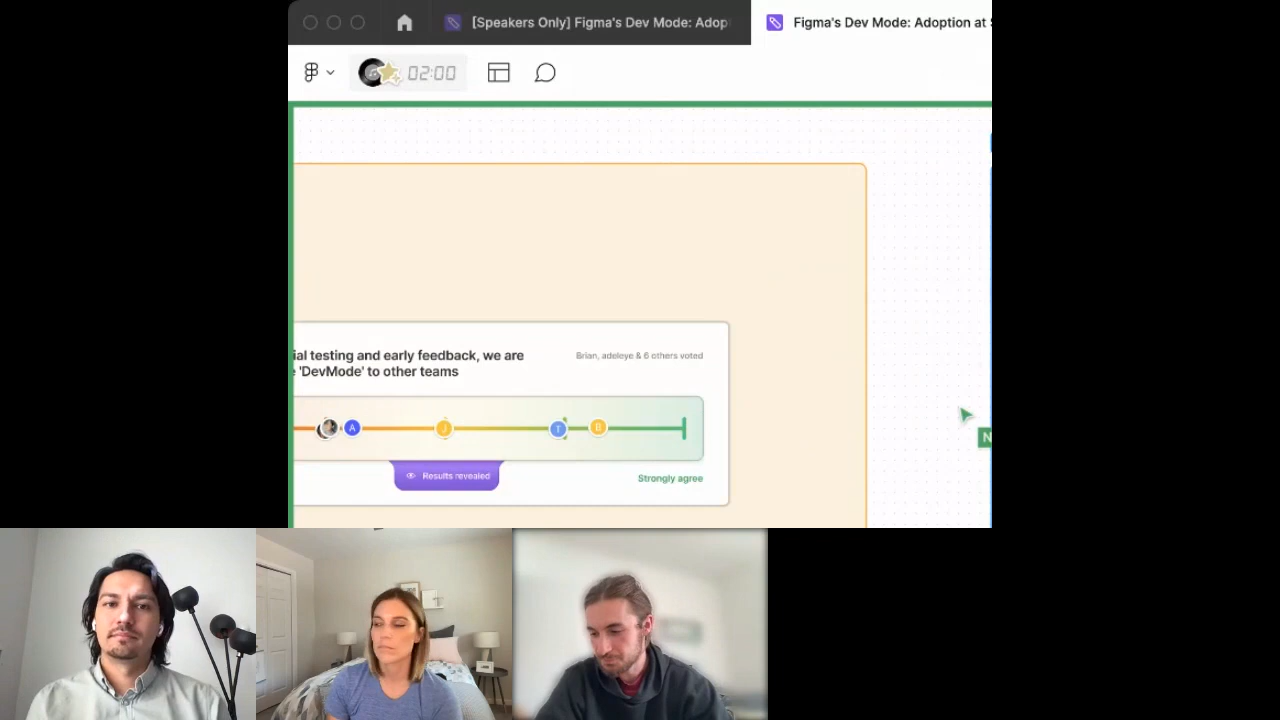 [Speakers Only] Figma's Dev Mode: Adop
Figma's Dev Mode: Adoption at S
02:00
ial testing and early feedback, we are
e 'DevMode' to other teams
Brian, adeleye & 6 others voted
A
J
T
B
Results revealed
Strongly agree
N